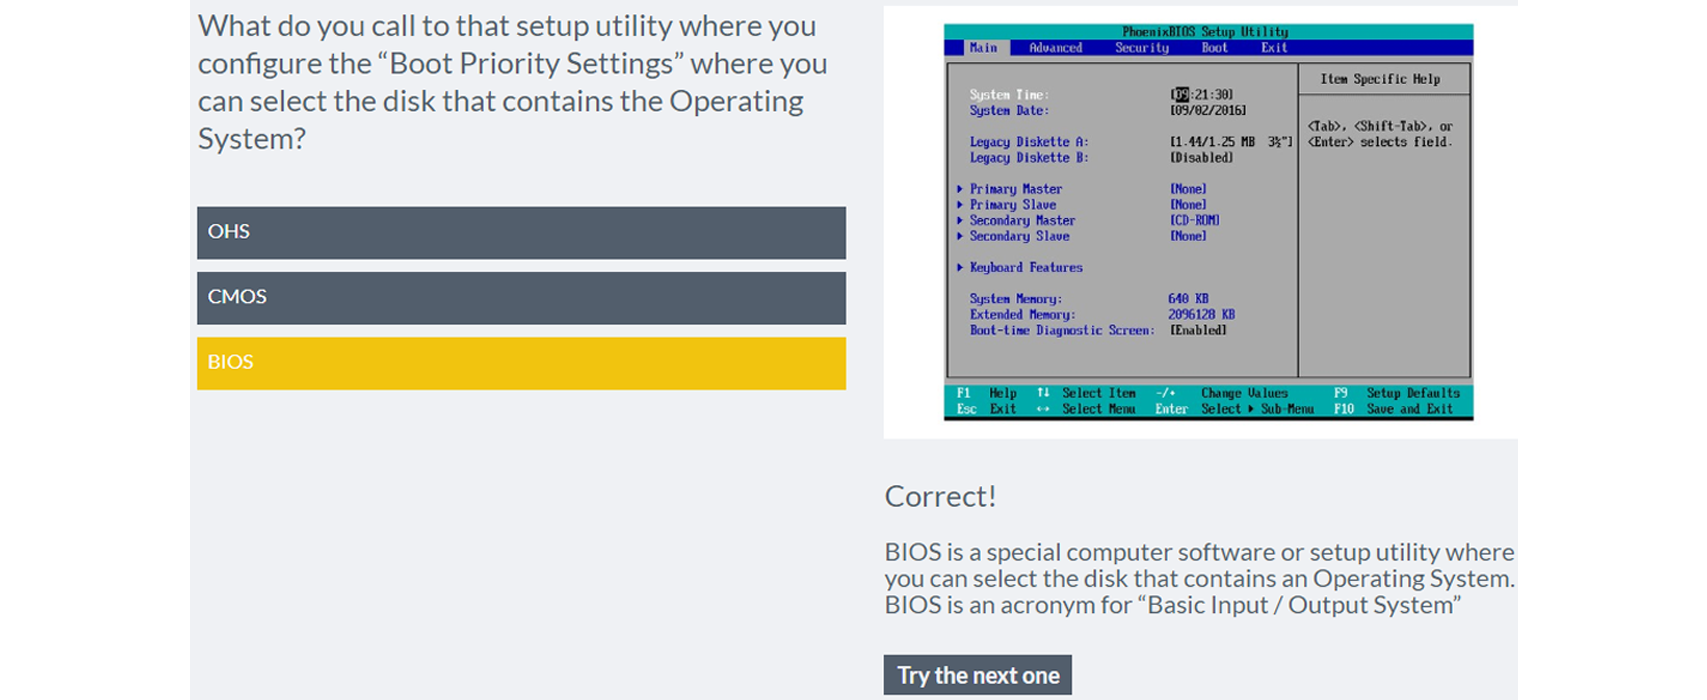 What do you call to that setup utility where you
configure the “Boot Priority Settings” where you
can select the disk that contains the Operating
System?
OHS
CMOS
BIOS
PhoenixBIOS Setup Utility
Main Advanced Security Boot Exit
System Time: [09:21:30]
System Date: [09/02/2016]
Legacy Diskette A: [1.44/1.25 MB 3½"]
Legacy Diskette B: [Disabled]
Primary Master [None]
Primary Slave [None]
Secondary Master [CD-ROM]
Secondary Slave [None]
Keyboard Features
System Memory: 640 KB
Extended Memory: 2096128 KB
Boot-time Diagnostic Screen: [Enabled]
Item Specific Help
<Tab>, <Shift-Tab>, or
<Enter> selects field.
F1 Help ↑↓ Select Item -/+ Change Values F9 Setup Defaults
Esc Exit ↔ Select Menu Enter Select ▸ Sub-Menu F10 Save and Exit
Correct!
BIOS is a special computer software or setup utility where
you can select the disk that contains an Operating System.
BIOS is an acronym for “Basic Input / Output System”
Try the next one